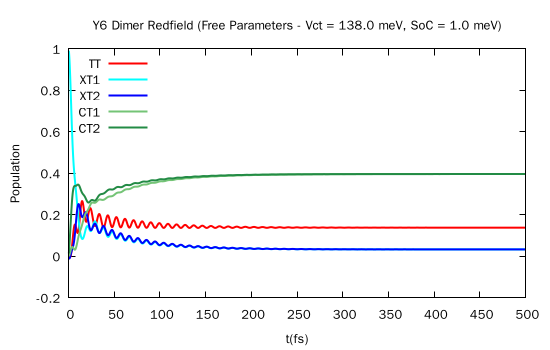 Y6 Dimer Redfield (Free Parameters - Vct = 138.0 meV, SoC = 1.0 meV)
1
0.8
0.6
0.4
0.2
0
-0.2
Population
TT
XT1
XT2
CT1
CT2
0 50 100 150 200 250 300 350 400 450 500
t(fs)